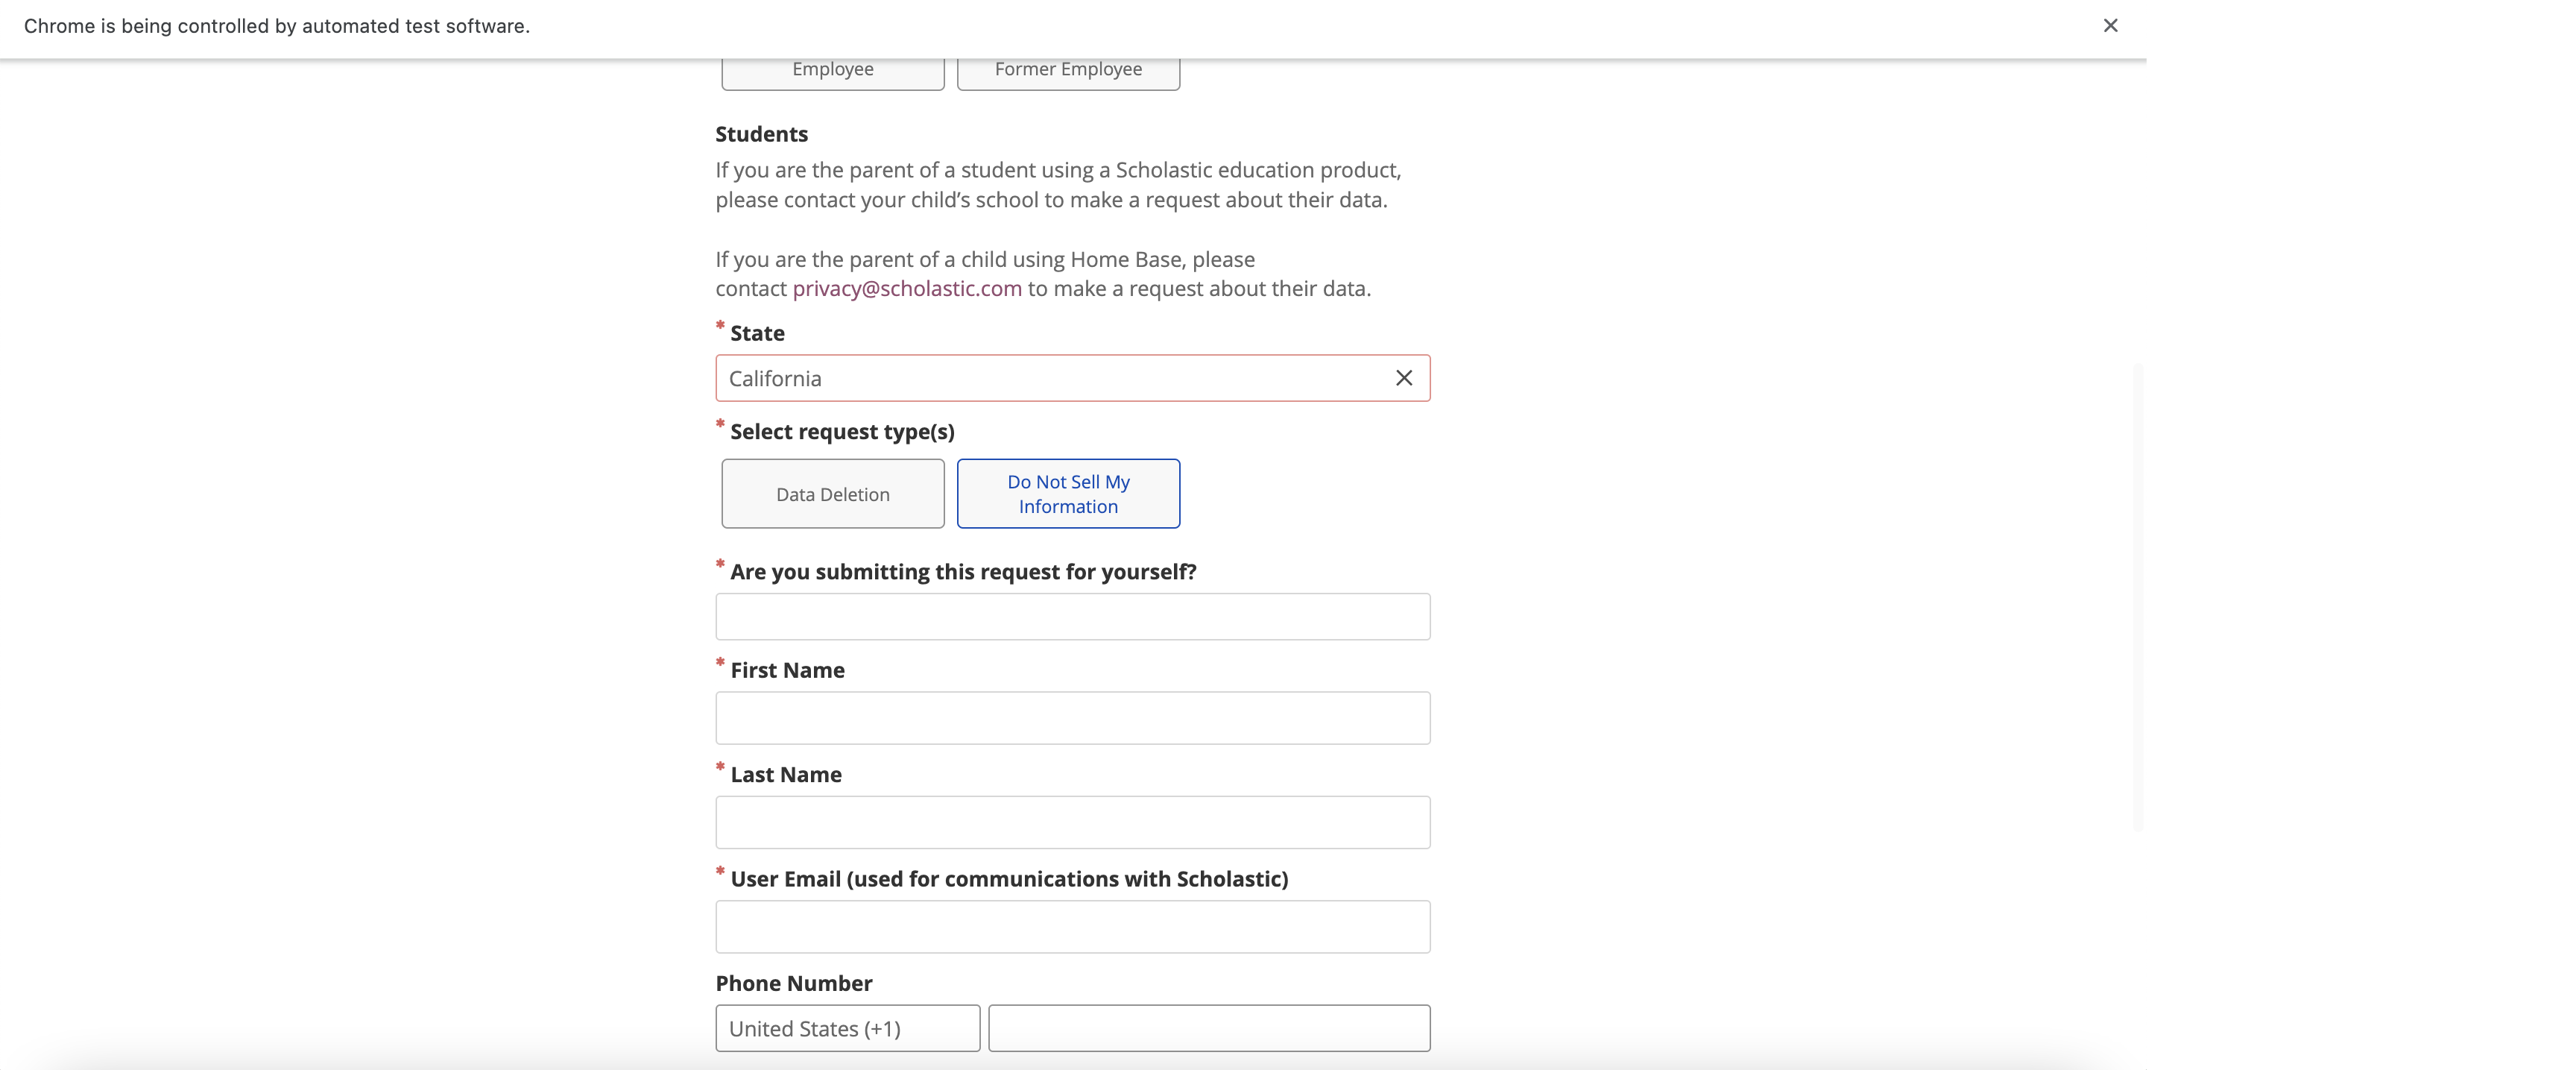 Chrome is being controlled by automated test software.
Employee
Former Employee
Students
If you are the parent of a student using a Scholastic education product,
please contact your child’s school to make a request about their data.
If you are the parent of a child using Home Base, please
contact privacy@scholastic.com to make a request about their data.
* State
California
* Select request type(s)
Data Deletion
Do Not Sell My
Information
* Are you submitting this request for yourself?
* First Name
* Last Name
* User Email (used for communications with Scholastic)
Phone Number
United States (+1)